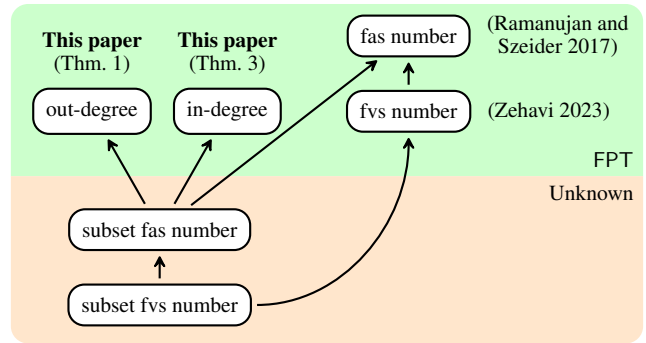 This paper
(Thm. 1)
This paper
(Thm. 3)
fas number
(Ramanujan and
Szeider 2017)
out-degree
in-degree
fvs number
(Zehavi 2023)
FPT
Unknown
subset fas number
subset fvs number